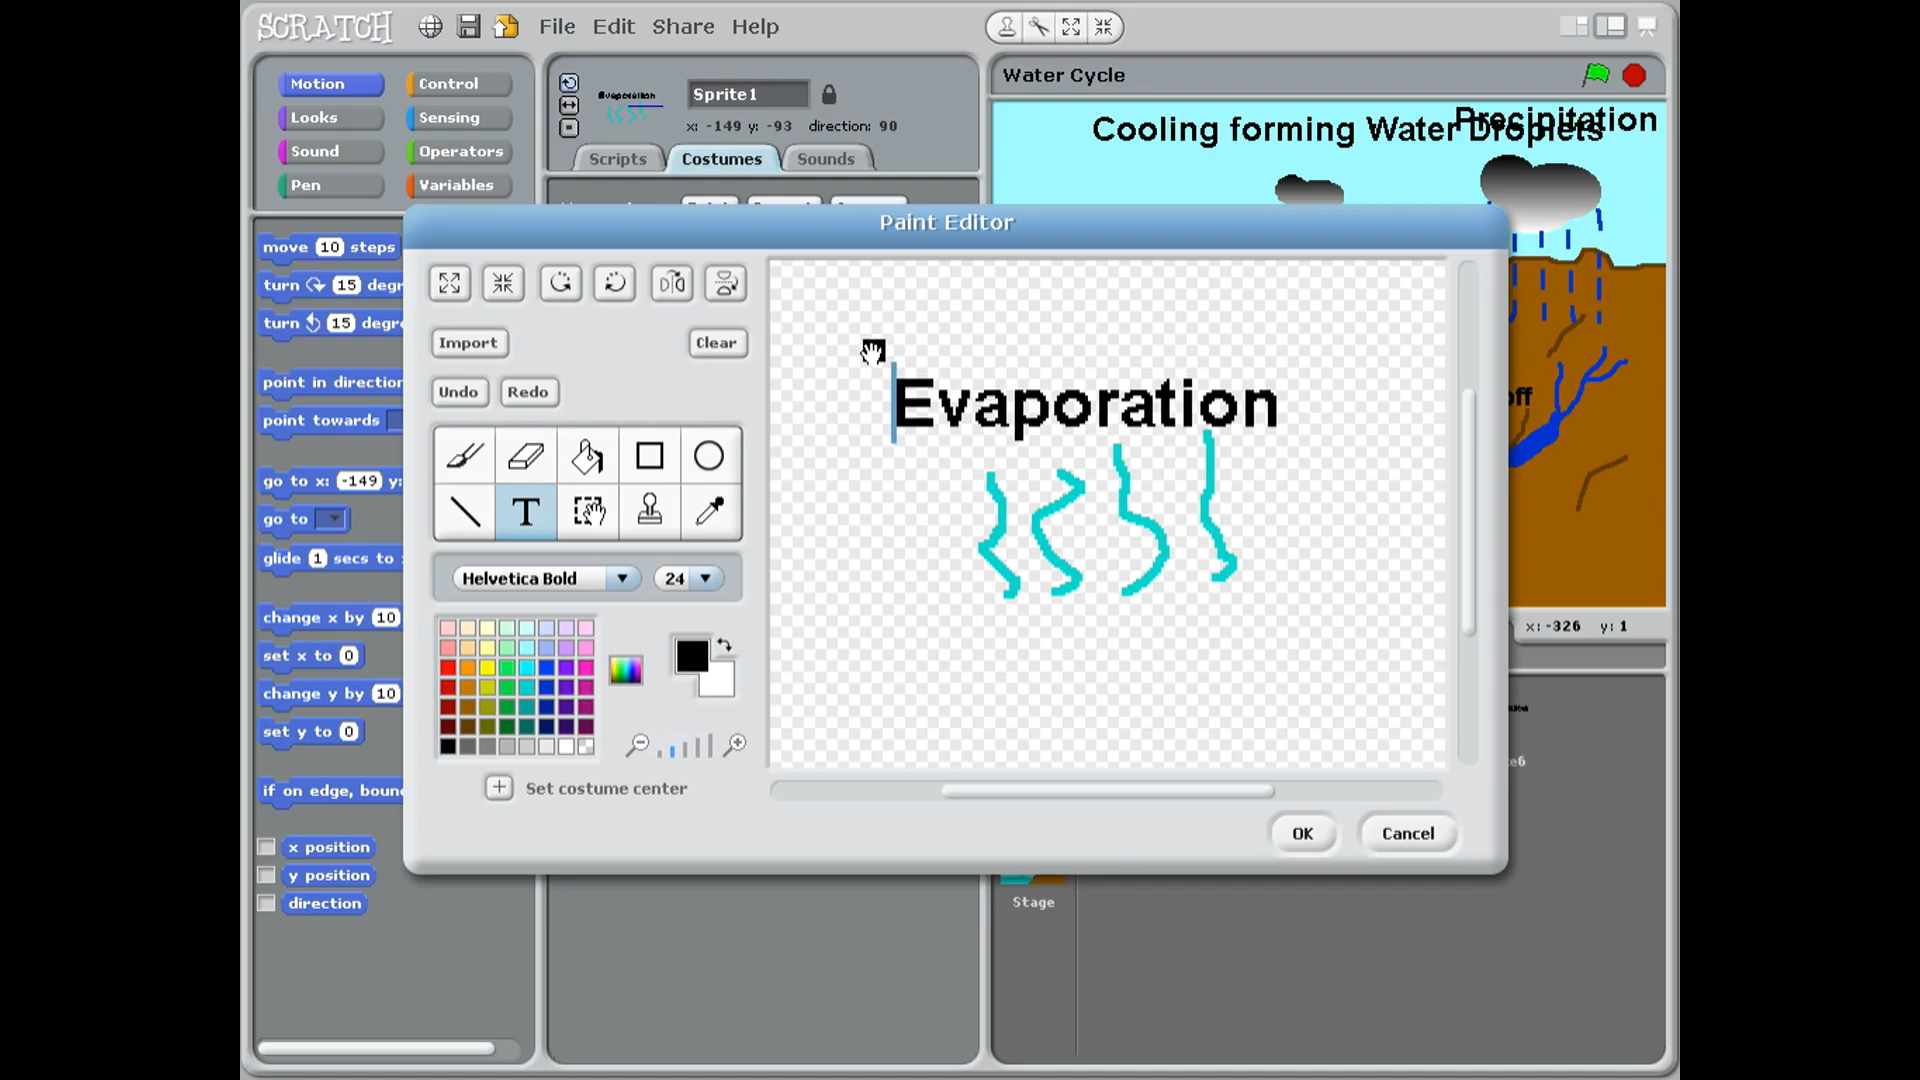 SCRATCH File Edit Share Help
Motion Control
Looks Sensing
Sound Operators
Pen Variables
Evaporation
Sprite1
x: -149 y: -93 direction: 90
Scripts Costumes Sounds
Water Cycle
Cooling forming Water Droplets
Precipitation
Paint Editor
move 10 steps
turn 15 degr
turn 15 degre
point in direction
point towards
go to x: -149 y:
go to
glide 1 secs to
change x by 10
set x to 0
change y by 10
set y to 0
if on edge, boun
x position
y position
direction
Import Clear
Undo Redo
T
Helvetica Bold 24
Set costume center
Evaporation
OK Cancel
off
x: -326 y: 1
e6
Stage